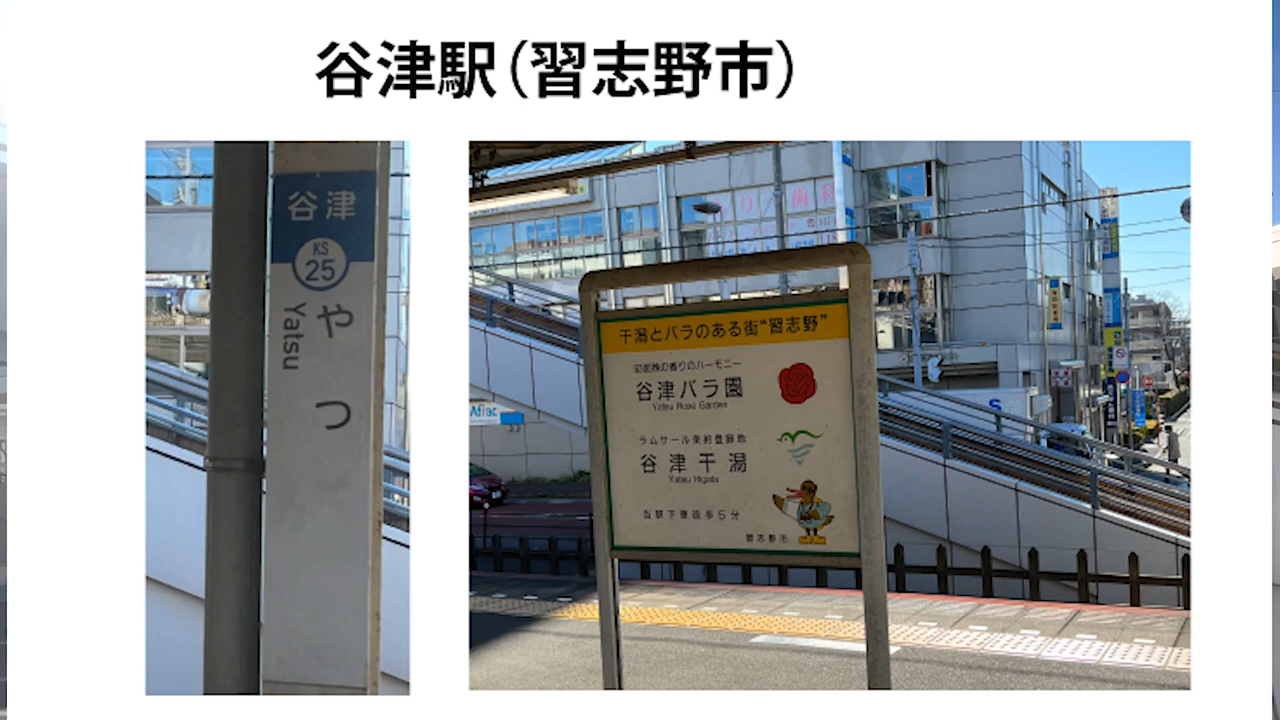 谷津駅（習志野市）
谷津
KS
25
やつ
Yatsu
歯科
Aflac
干潟とバラのある街“習志野”
谷津バラ園
Yatsu Rose Garden
ラムサール条約登録地
谷津干潟
Yatsu Higata
当駅下車徒歩5分
習志野市